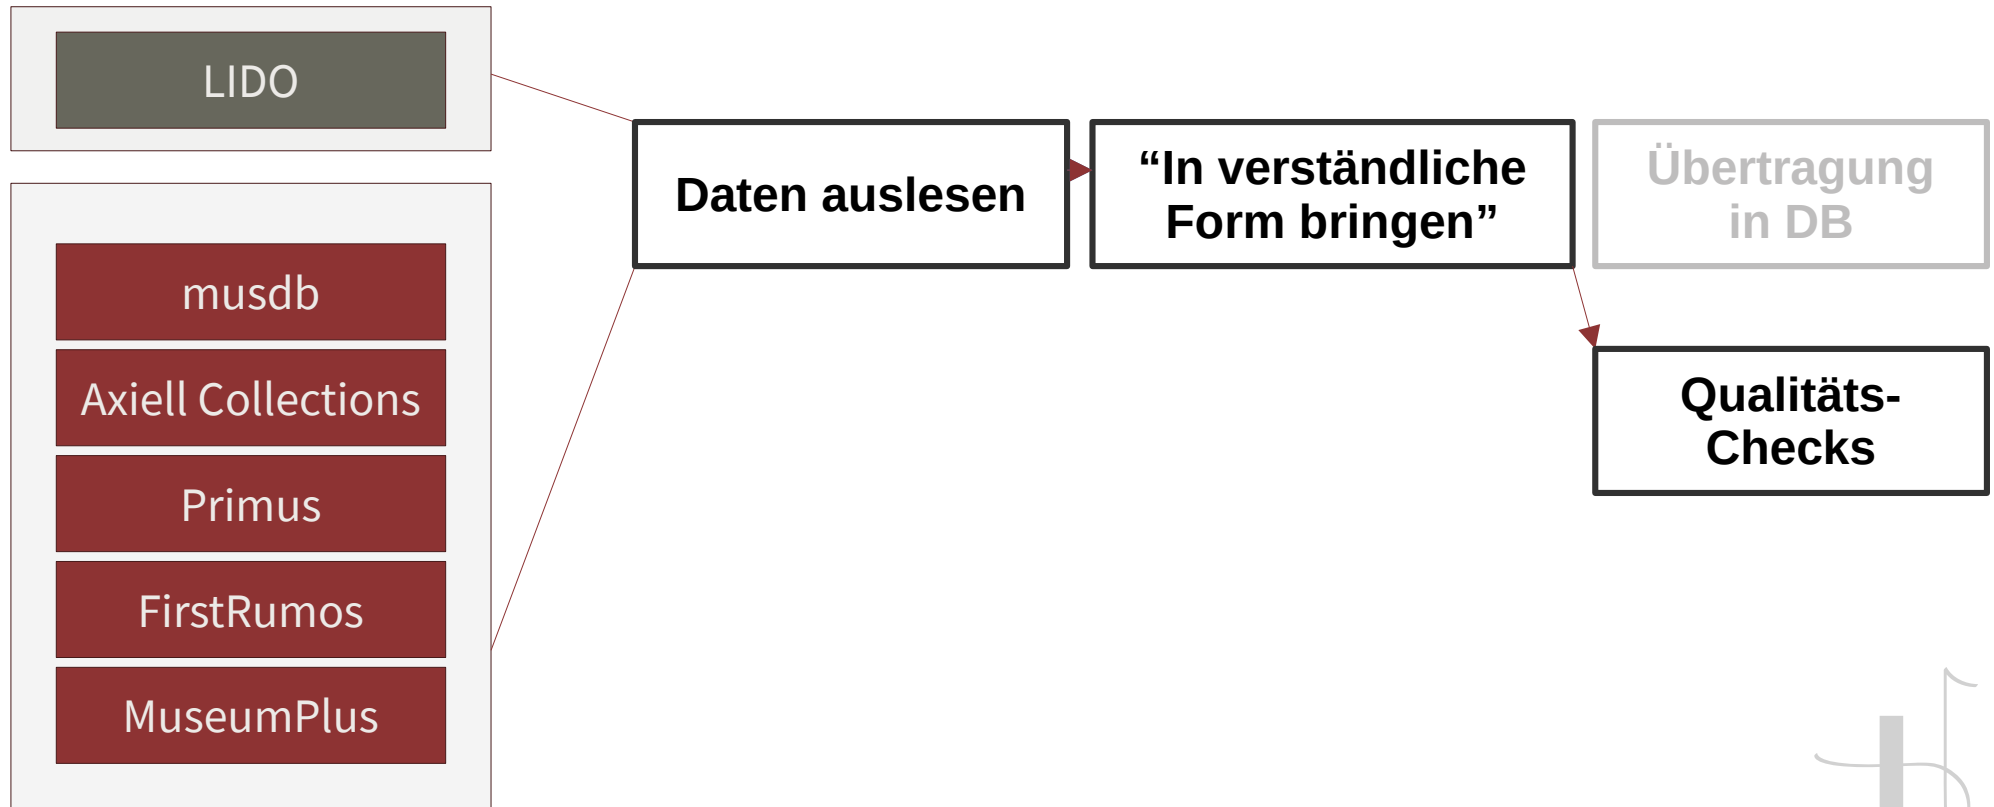 LIDO
musdb
Axiell Collections
Primus
FirstRumos
MuseumPlus
Daten auslesen
“In verständliche
Form bringen”
Übertragung
in DB
Qualitäts-
Checks